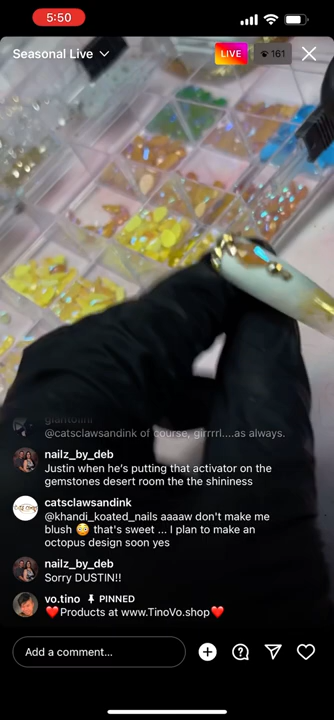 5:50
Seasonal Live
LIVE
161
giantolini
@catsclawsandink of course, girrrrl....as always.
nailz_by_deb
Justin when he's putting that activator on the
gemstones desert room the the shininess
catsclawsandink
@khandi_koated_nails aaaaw don't make me
blush 😳 that's sweet ... I plan to make an
octopus design soon yes
nailz_by_deb
Sorry DUSTIN!!
vo.tino PINNED
❤️Products at www.TinoVo.shop❤️
Add a comment...